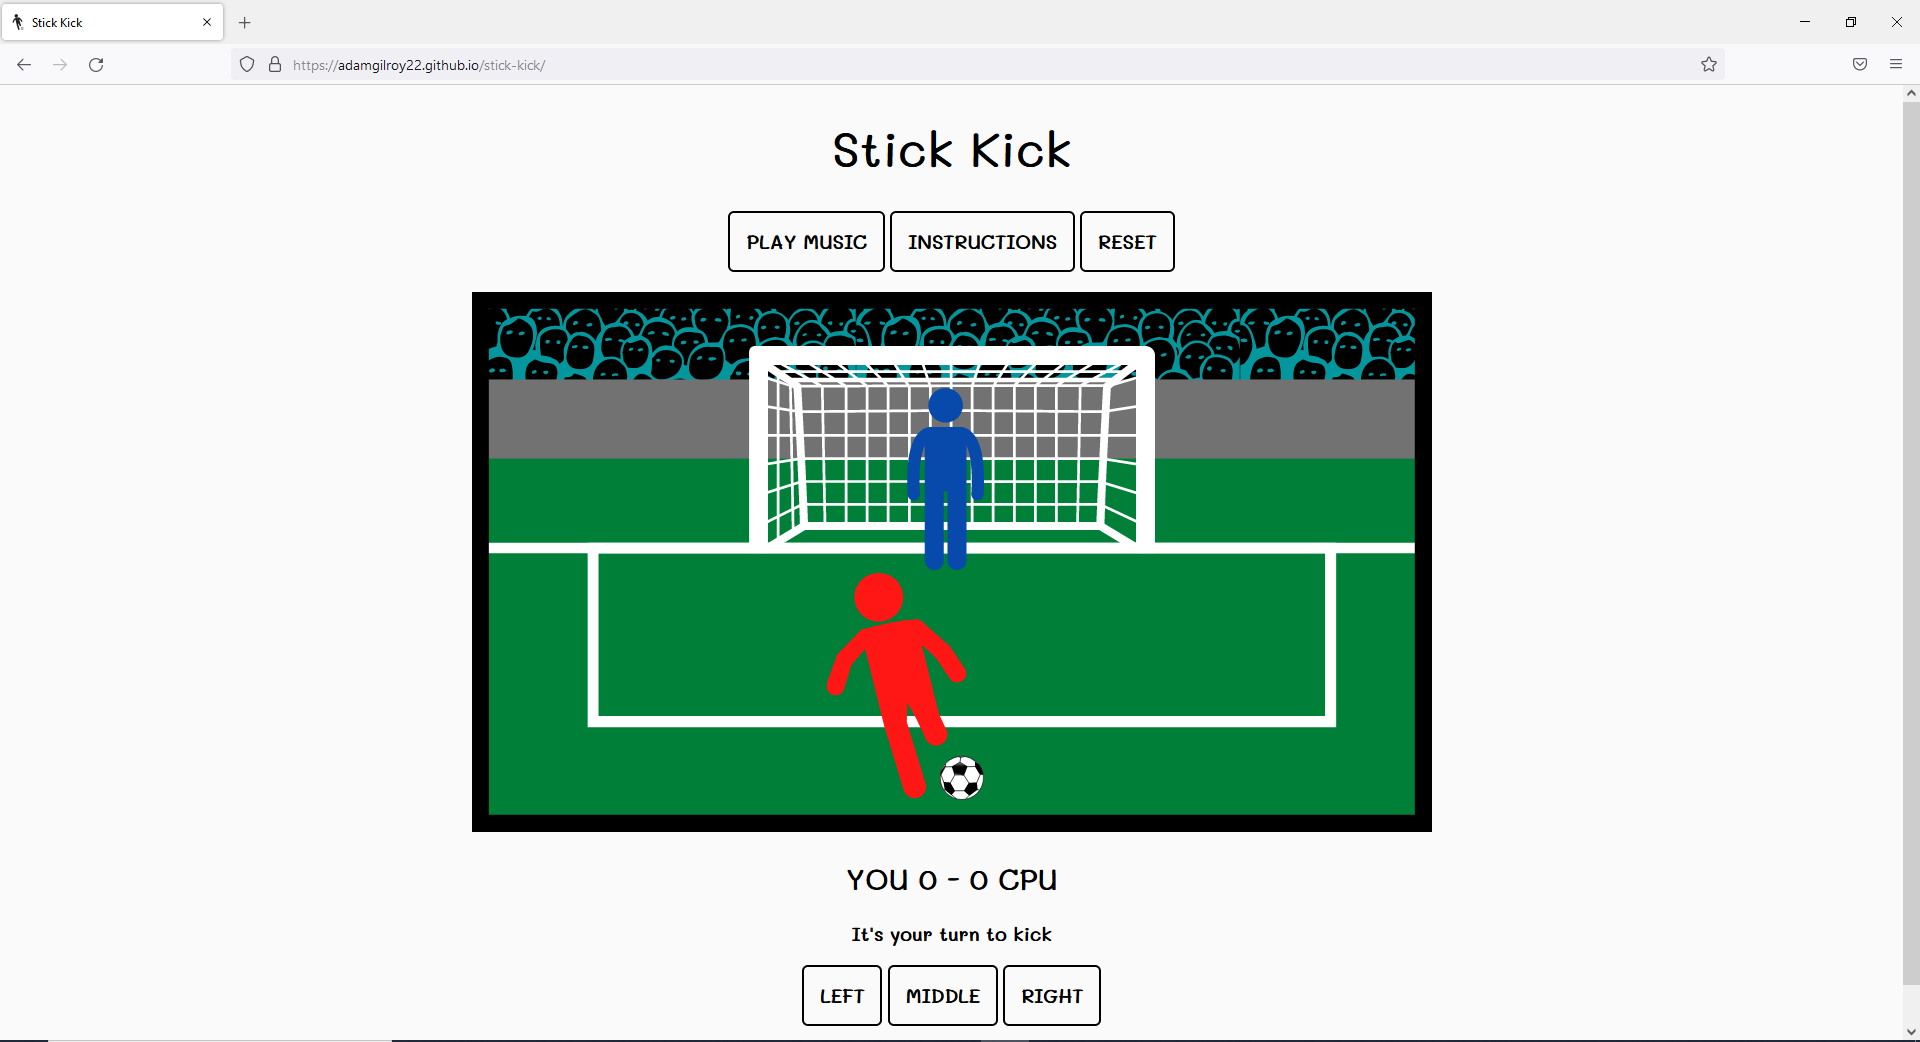 Stick Kick
https://adamgilroy22.github.io/stick-kick/
Stick Kick
PLAY MUSIC INSTRUCTIONS RESET
YOU 0 - 0 CPU
It's your turn to kick
LEFT MIDDLE RIGHT